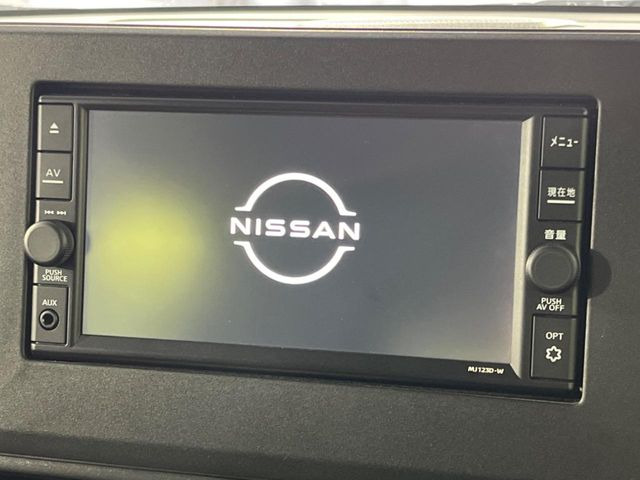 AV
PUSH
SOURCE
AUX
NISSAN
メニュー
現在地
音量
PUSH
AV OFF
OPT
MJ123D-W